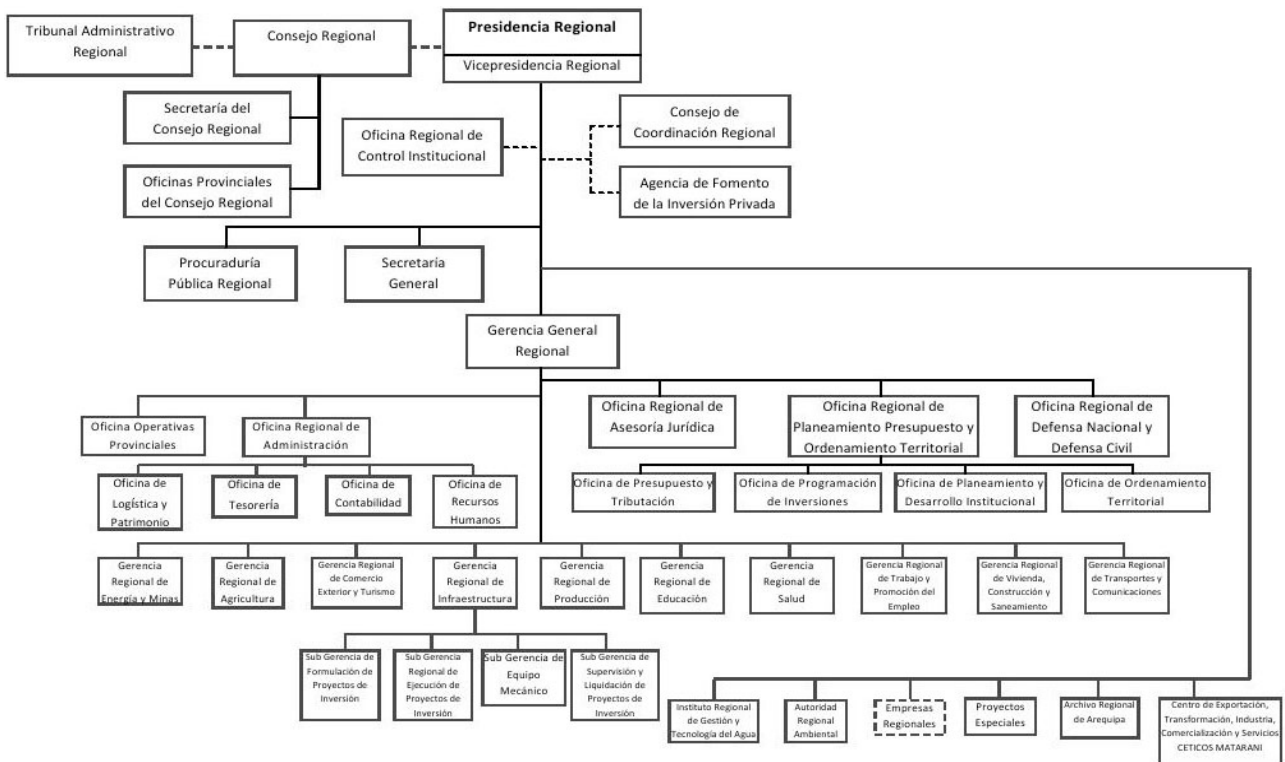 Tribunal Administrativo
Regional
Consejo Regional
Presidencia Regional
Vicepresidencia Regional
Secretaría del
Consejo Regional
Oficina Regional de
Control Institucional
Consejo de
Coordinación Regional
Oficinas Provinciales
del Consejo Regional
Agencia de Fomento
de la Inversión Privada
Procuraduría
Pública Regional
Secretaría
General
Gerencia General
Regional
Oficina Operativas
Provinciales
Oficina Regional de
Administración
Oficina Regional de
Asesoría Jurídica
Oficina Regional de
Planeamiento Presupuesto y
Ordenamiento Territorial
Oficina Regional de
Defensa Nacional y
Defensa Civil
Oficina de
Logística y
Patrimonio
Oficina de
Tesorería
Oficina de
Contabilidad
Oficina de
Recursos
Humanos
Oficina de Presupuesto y
Tributación
Oficina de Programación
de Inversiones
Oficina de Planeamiento y
Desarrollo Institucional
Oficina de Ordenamiento
Territorial
Gerencia
Regional de
Energía y Minas
Gerencia
Regional de
Agricultura
Gerencia Regional
de Comercio
Exterior y Turismo
Gerencia
Regional de
Infraestructura
Gerencia
Regional de
Producción
Gerencia
Regional de
Educación
Gerencia
Regional de
Salud
Gerencia Regional
de Trabajo y
Promoción del
Empleo
Gerencia Regional
de Vivienda,
Construcción y
Saneamiento
Gerencia Regional
de Transportes y
Comunicaciones
Sub Gerencia de
Formulación de
Proyectos de
Inversión
Sub Gerencia
Regional de
Ejecución de
Proyectos de
Inversión
Sub Gerencia de
Equipo
Mecánico
Sub Gerencia de
Supervisión y
Liquidación de
Proyectos de
Inversión
Instituto Regional
de Gestión y
Tecnología del Agua
Autoridad
Regional
Ambiental
Empresas
Regionales
Proyectos
Especiales
Archivo Regional
de Arequipa
Centro de Exportación,
Transformación, Industria,
Comercialización y Servicios
CETICOS MATARANI